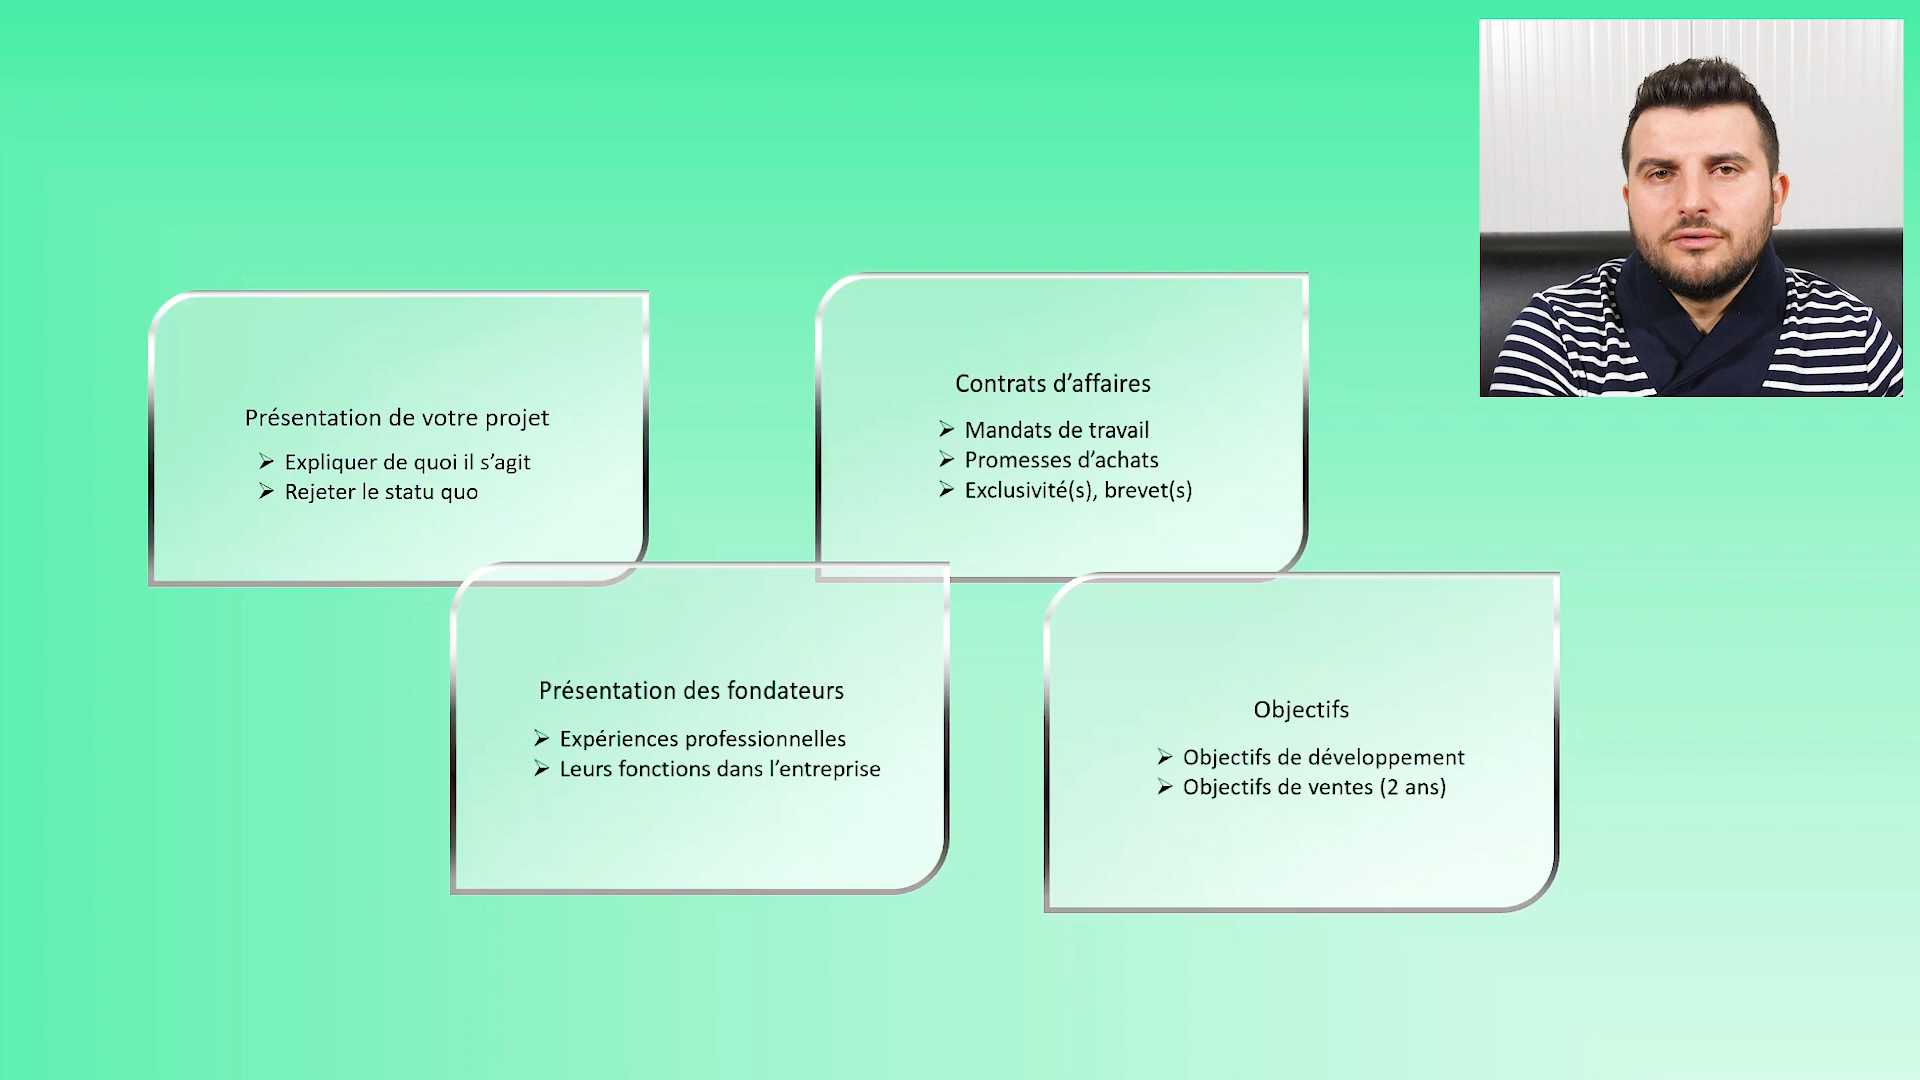 Présentation de votre projet
➢ Expliquer de quoi il s’agit
➢ Rejeter le statu quo
Présentation des fondateurs
➢ Expériences professionnelles
➢ Leurs fonctions dans l’entreprise
Contrats d’affaires
➢ Mandats de travail
➢ Promesses d’achats
➢ Exclusivité(s), brevet(s)
Objectifs
➢ Objectifs de développement
➢ Objectifs de ventes (2 ans)